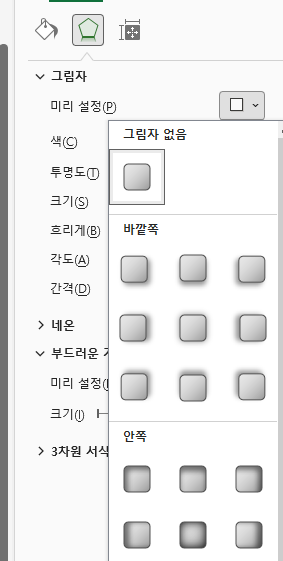 그림자
미리 설정(P)
그림자 없음
색(C)
투명도(T)
크기(S)
바깥쪽
흐리게(B)
각도(A)
간격(D)
네온
부드러운
미리 설정(
크기(I)
안쪽
3차원 서식